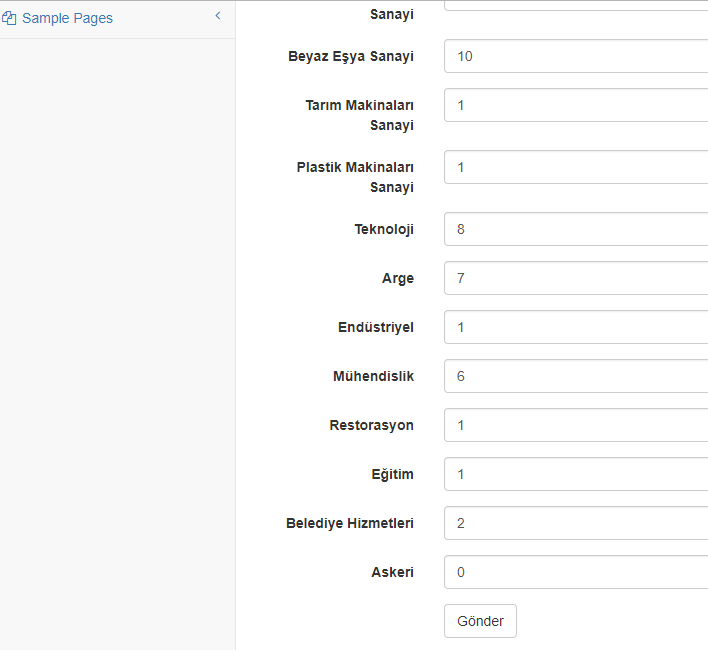 Sample Pages
Sanayi
Beyaz Eşya Sanayi 10
Tarım Makinaları 1
Sanayi
Plastik Makinaları 1
Sanayi
Teknoloji 8
Arge 7
Endüstriyel 1
Mühendislik 6
Restorasyon 1
Eğitim 1
Belediye Hizmetleri 2
Askeri 0
Gönder